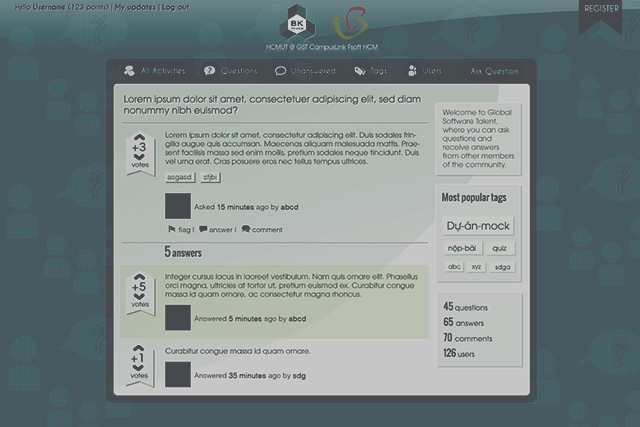 Hello Username (123 points) | My updates | Log out
REGISTER
BK
HCMUT @ GST CampusLink Fsoft HCM
All Activities
Questions
Unanswered
Tags
Users
Ask Question
Lorem ipsum dolor sit amet, consectetuer adipiscing elit, sed diam
nonummy nibh euismod?
+3
votes
Lorem ipsum dolor sit amet, consectetur adipiscing elit. Duis sodales frin-
gilla augue quis accumsan. Maecenas aliquam malesuada mattis. Prae-
sent facilisis massa sed enim mollis, pretium sodales neque tincidunt. Duis
vel urna erat. Cras posuere eros nec tellus tempus ultrices.
asgasd
cfjbi
Asked 15 minutes ago by abcd
flag | answer | comment
5 answers
+5
votes
Integer cursus lacus in laoreet vestibulum. Nam quis ornare elit. Phasellus
orci magna, ultricies at tortor ut, pretium euismod ex. Curabitur congue
massa id quam ornare, ac consectetur magna rhoncus.
Answered 5 minutes ago by abcd
+1
votes
Curabitur congue massa id quam ornare.
Answered 35 minutes ago by sdg
Welcome to Global
Software Talent,
where you can ask
questions and
receive answers
from other members
of the community.
Most popular tags
Dự-án-mock
nộp-bài
quiz
abc
xyz
sdga
45 questions
65 answers
70 comments
126 users